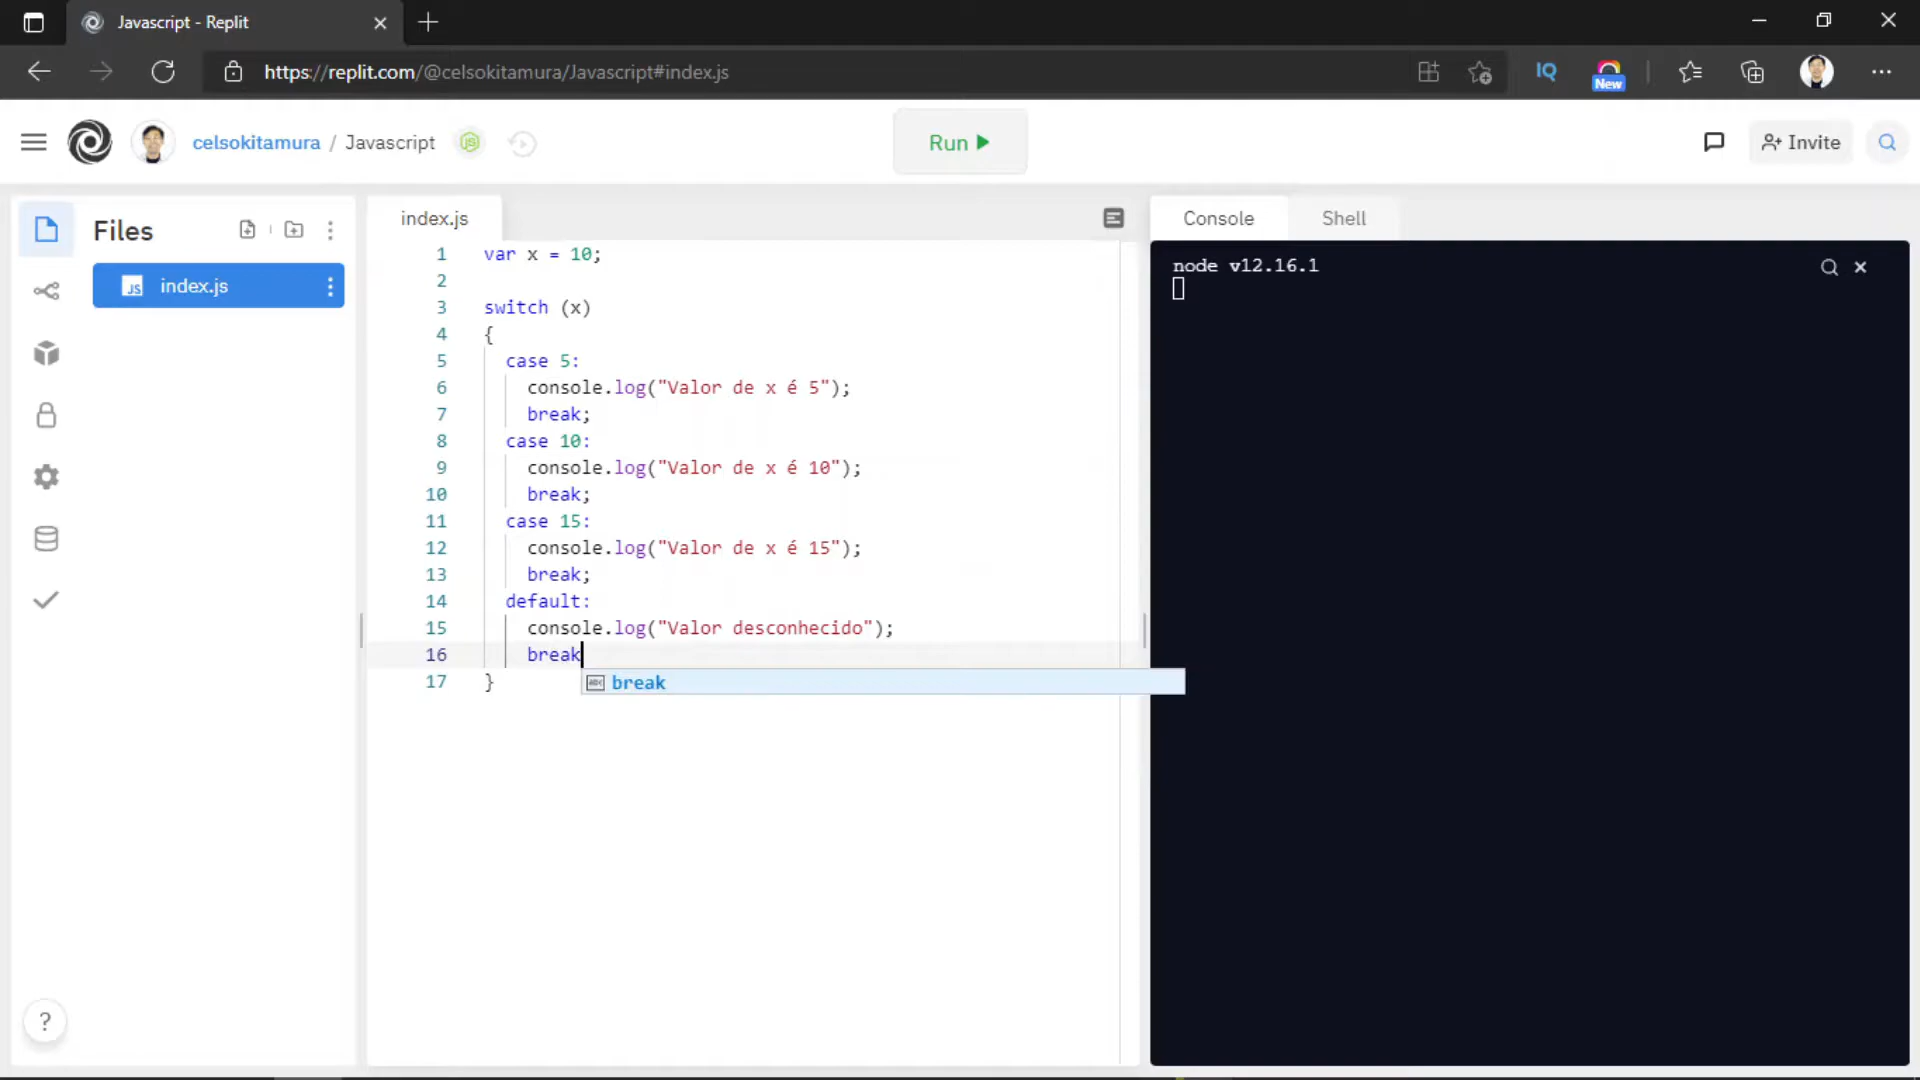 Javascript - Replit
https://replit.com/@celsokitamura/Javascript#index.js
IQ
New
celsokitamura / Javascript
Run
Invite
Files
JS index.js
index.js
Console
Shell
1 var x = 10;
2
3 switch (x)
4 {
5 case 5:
6 console.log("Valor de x é 5");
7 break;
8 case 10:
9 console.log("Valor de x é 10");
10 break;
11 case 15:
12 console.log("Valor de x é 15");
13 break;
14 default:
15 console.log("Valor desconhecido");
16 break
17 }
abc break
node v12.16.1
?